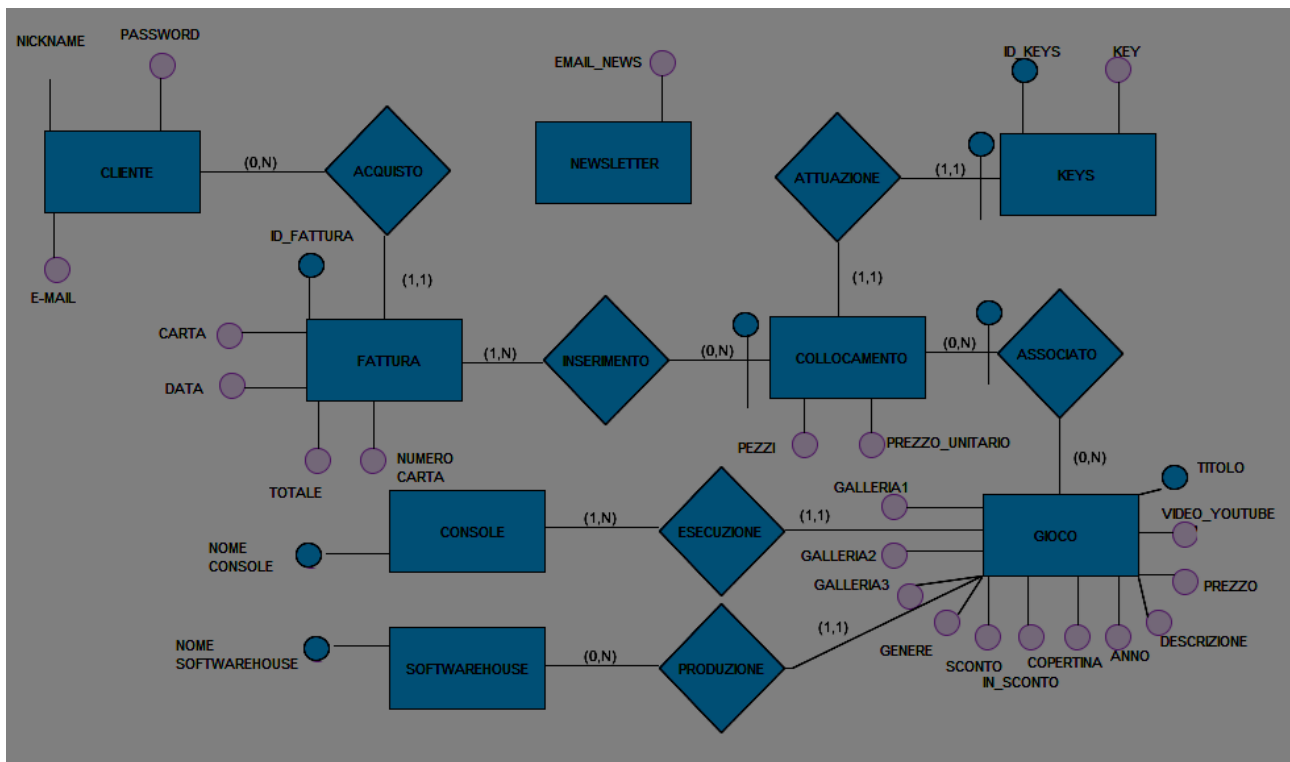 NICKNAME
PASSWORD
EMAIL_NEWS
ID_KEYS
KEY
CLIENTE
(0,N)
ACQUISTO
NEWSLETTER
ATTUAZIONE
(1,1)
KEYS
ID_FATTURA
E-MAIL
(1,1)
(1,1)
CARTA
FATTURA
(1,N)
INSERIMENTO
(0,N)
COLLOCAMENTO
(0,N)
ASSOCIATO
DATA
PEZZI
PREZZO_UNITARIO
TOTALE
NUMERO
CARTA
(0,N)
TITOLO
GALLERIA1
VIDEO_YOUTUBE
CONSOLE
(1,N)
ESECUZIONE
(1,1)
GIOCO
NOME
CONSOLE
GALLERIA2
GALLERIA3
PREZZO
(1,1)
NOME
SOFTWAREHOUSE
SOFTWAREHOUSE
(0,N)
PRODUZIONE
GENERE
SCONTO
IN_SCONTO
COPERTINA
ANNO
DESCRIZIONE